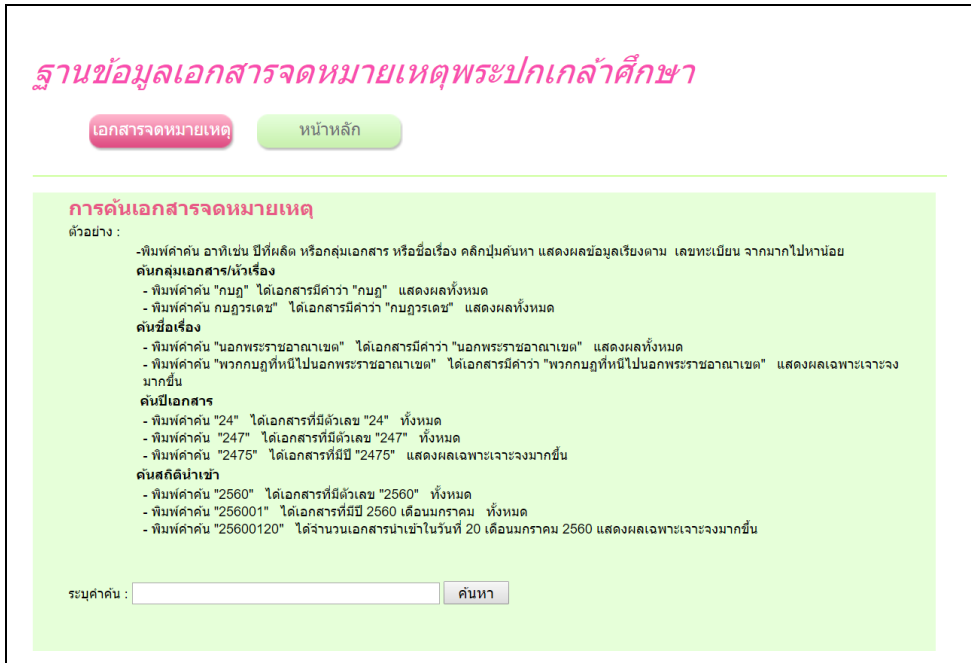 ฐานข้อมูลเอกสารจดหมายเหตุพระปกเกล้าศึกษา
เอกสารจดหมายเหตุ หน้าหลัก
การค้นเอกสารจดหมายเหตุ
ตัวอย่าง :
-พิมพ์คำค้น อาทิเช่น ปีที่ผลิต หรือกลุ่มเอกสาร หรือชื่อเรื่อง คลิกปุ่มค้นหา แสดงผลข้อมูลเรียงตาม เลขทะเบียน จากมากไปหาน้อย
ค้นกลุ่มเอกสาร/หัวเรื่อง
- พิมพ์คำค้น "กบฏ" ได้เอกสารมีคำว่า "กบฏ" แสดงผลทั้งหมด
- พิมพ์คำค้น กบฏวรเดช" ได้เอกสารมีคำว่า "กบฏวรเดช" แสดงผลทั้งหมด
ค้นชื่อเรื่อง
- พิมพ์คำค้น "นอกพระราชอาณาเขต" ได้เอกสารมีคำว่า "นอกพระราชอาณาเขต" แสดงผลทั้งหมด
- พิมพ์คำค้น "พวกกบฏที่หนีไปนอกพระราชอาณาเขต" ได้เอกสารมีคำว่า "พวกกบฏที่หนีไปนอกพระราชอาณาเขต" แสดงผลเฉพาะเจาะจง
มากขึ้น
ค้นปีเอกสาร
- พิมพ์คำค้น "24" ได้เอกสารที่มีตัวเลข "24" ทั้งหมด
- พิมพ์คำค้น "247" ได้เอกสารที่มีตัวเลข "247" ทั้งหมด
- พิมพ์คำค้น "2475" ได้เอกสารที่มีปี "2475" แสดงผลเฉพาะเจาะจงมากขึ้น
ค้นสถิตินำเข้า
- พิมพ์คำค้น "2560" ได้เอกสารที่มีตัวเลข "2560" ทั้งหมด
- พิมพ์คำค้น "256001" ได้เอกสารที่มีปี 2560 เดือนมกราคม ทั้งหมด
- พิมพ์คำค้น "25600120" ได้จำนวนเอกสารนำเข้าในวันที่ 20 เดือนมกราคม 2560 แสดงผลเฉพาะเจาะจงมากขึ้น
ระบุคำค้น : ค้นหา